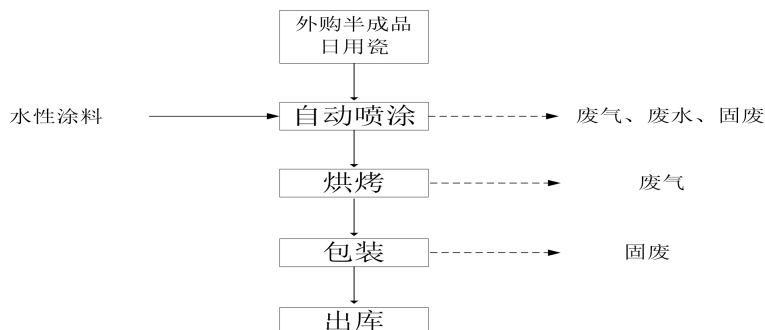 外购半成品
日用瓷
水性涂料
自动喷涂
废气、废水、固废
烘烤
废气
包装
固废
出库